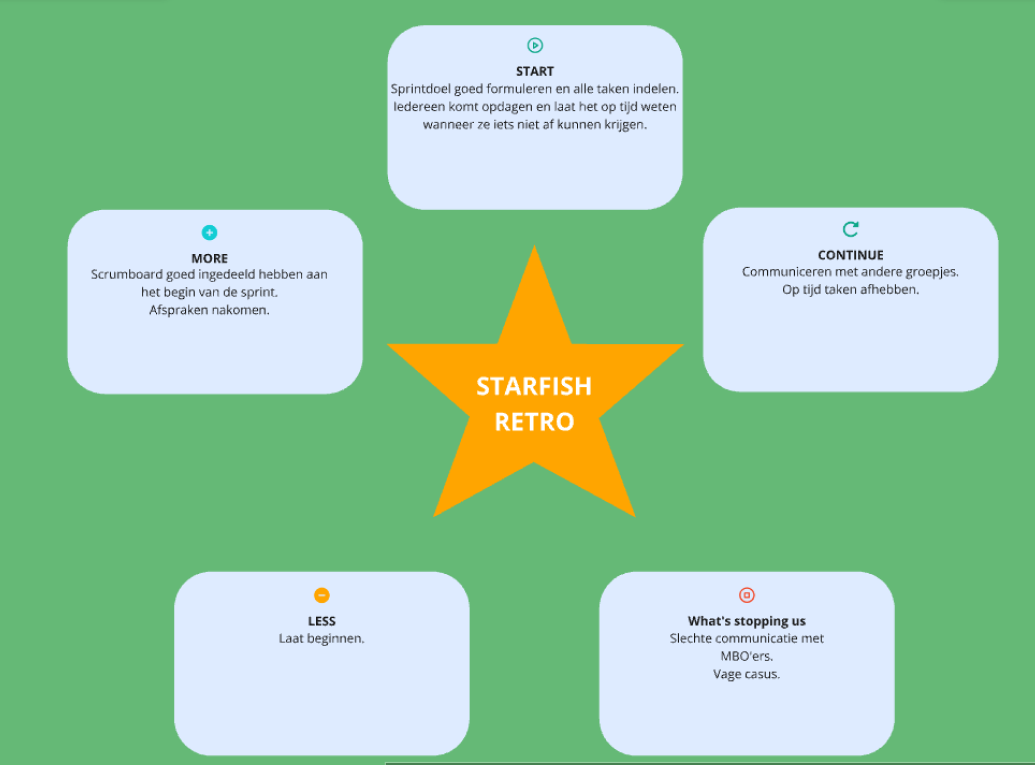 START
Sprintdoel goed formuleren en alle taken indelen.
Iedereen komt opdagen en laat het op tijd weten
wanneer ze iets niet af kunnen krijgen.
MORE
Scrumboard goed ingedeeld hebben aan
het begin van de sprint.
Afspraken nakomen.
CONTINUE
Communiceren met andere groepjes.
Op tijd taken afhebben.
STARFISH
RETRO
LESS
Laat beginnen.
What's stopping us
Slechte communicatie met
MBO'ers.
Vage casus.